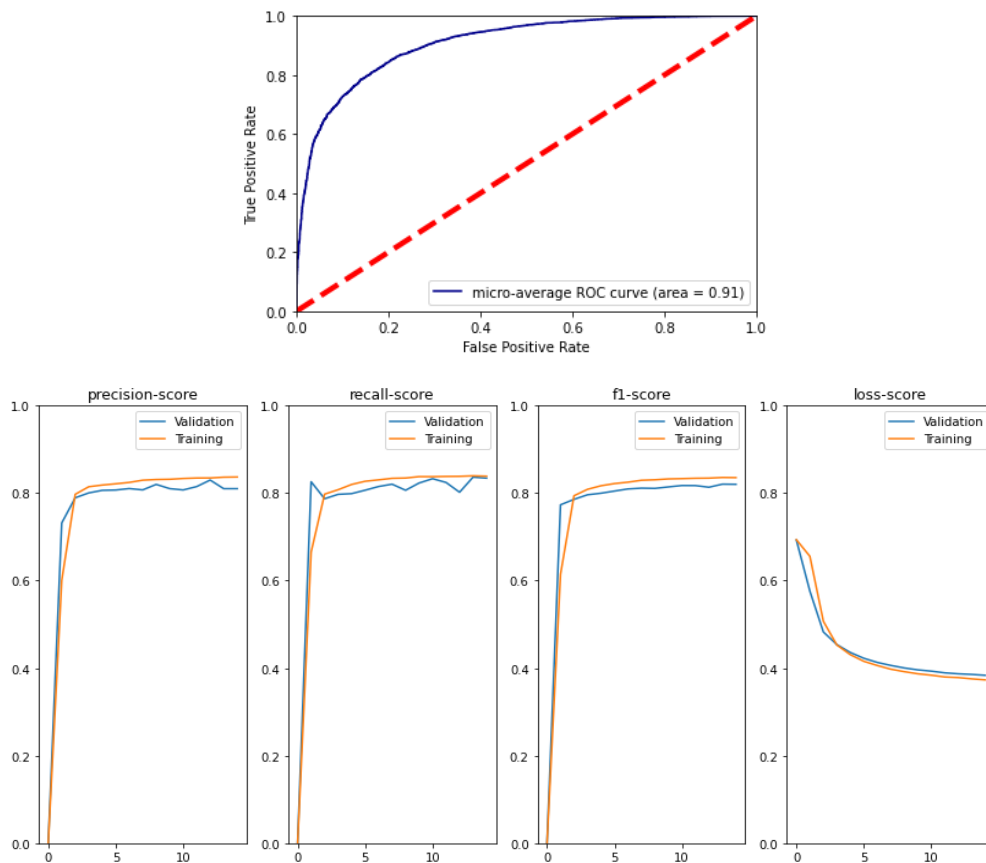 1.0
0.8
0.6
0.4
0.2
0.0
True Positive Rate
micro-average ROC curve (area = 0.91)
0.0 0.2 0.4 0.6 0.8 1.0
False Positive Rate
precision-score
1.0
0.8
0.6
0.4
0.2
0.0
Validation
Training
0 5 10
recall-score
1.0
0.8
0.6
0.4
0.2
0.0
Validation
Training
0 5 10
f1-score
1.0
0.8
0.6
0.4
0.2
0.0
Validation
Training
0 5 10
loss-score
1.0
0.8
0.6
0.4
0.2
0.0
Validation
Training
0 5 10